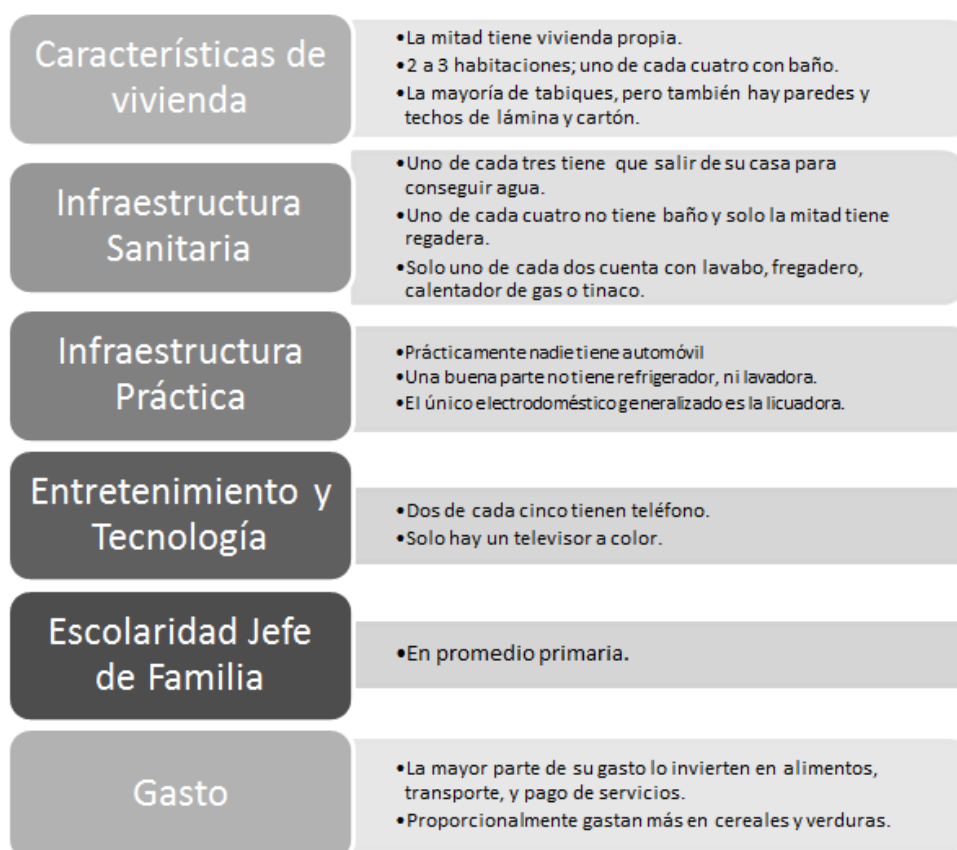 Características de
vivienda
•La mitad tiene vivienda propia.
•2 a 3 habitaciones; uno de cada cuatro con baño.
•La mayoría de tabiques, pero también hay paredes y
techos de lámina y cartón.
Infraestructura
Sanitaria
•Uno de cada tres tiene que salir de su casa para
conseguir agua.
•Uno de cada cuatro no tiene baño y solo la mitad tiene
regadera.
•Solo uno de cada dos cuenta con lavabo, fregadero,
calentador de gas o tinaco.
Infraestructura
Práctica
•Prácticamente nadie tiene automóvil
•Una buena parte no tiene refrigerador, ni lavadora.
•El único electrodoméstico generalizado es la licuadora.
Entretenimiento y
Tecnología
•Dos de cada cinco tienen teléfono.
•Solo hay un televisor a color.
Escolaridad Jefe
de Familia
•En promedio primaria.
Gasto
•La mayor parte de su gasto lo invierten en alimentos,
transporte, y pago de servicios.
•Proporcionalmente gastan más en cereales y verduras.